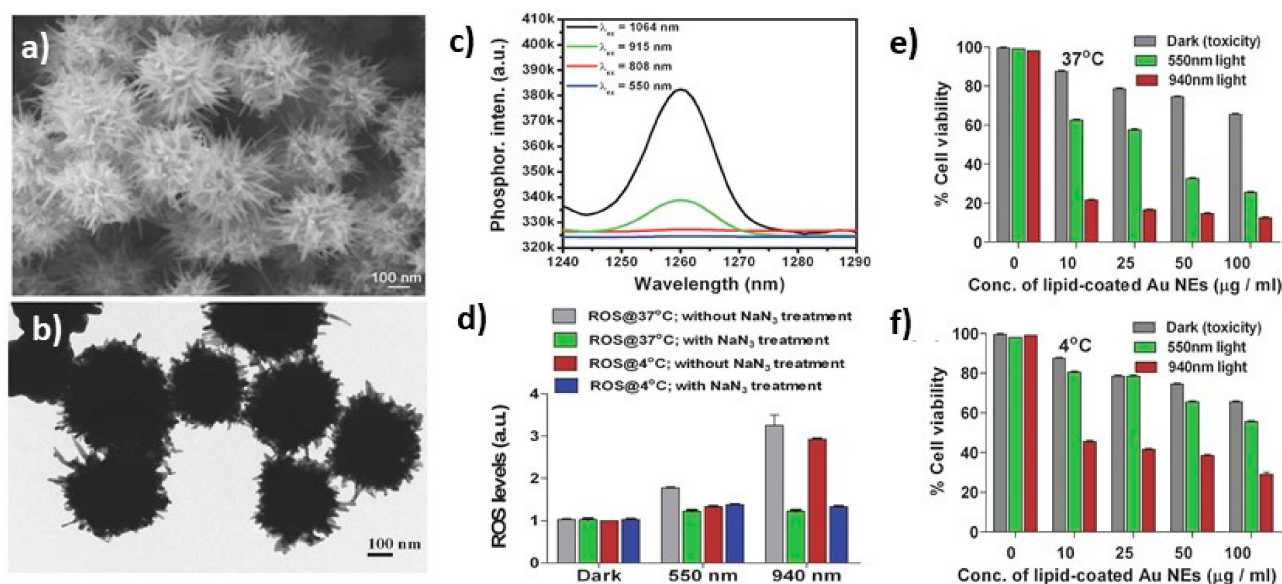 a)
100 nm
b)
100 nm
c)
Phosphor. inten. (a.u.)
410k
400k
390k
380k
370k
360k
350k
340k
330k
320k
λex = 1064 nm
λex = 915 nm
λex = 808 nm
λex = 550 nm
1240 1250 1260 1270 1280 1290
Wavelength (nm)
d)
ROS@37°C; without NaN3 treatment
ROS@37°C; with NaN3 treatment
ROS@4°C; without NaN3 treatment
ROS@4°C; with NaN3 treatment
ROS levels (a.u.)
4
3
2
1
0
Dark 550 nm 940 nm
e)
% Cell viability
100
80
60
40
20
0
37°C
Dark (toxicity)
550nm light
940nm light
0 10 25 50 100
Conc. of lipid-coated Au NEs (μg / ml)
f)
% Cell viability
100
80
60
40
20
0
4°C
Dark (toxicity)
550nm light
940nm light
0 10 25 50 100
Conc. of lipid-coated Au NEs (μg / ml)